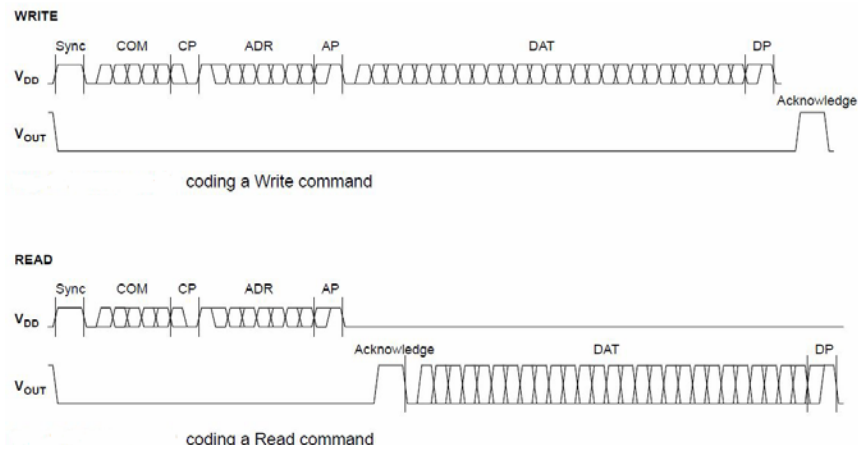 WRITE
Sync COM CP ADR AP DAT DP
VDD
Acknowledge
VOUT
coding a Write command
READ
Sync COM CP ADR AP
VDD
Acknowledge DAT DP
VOUT
coding a Read command